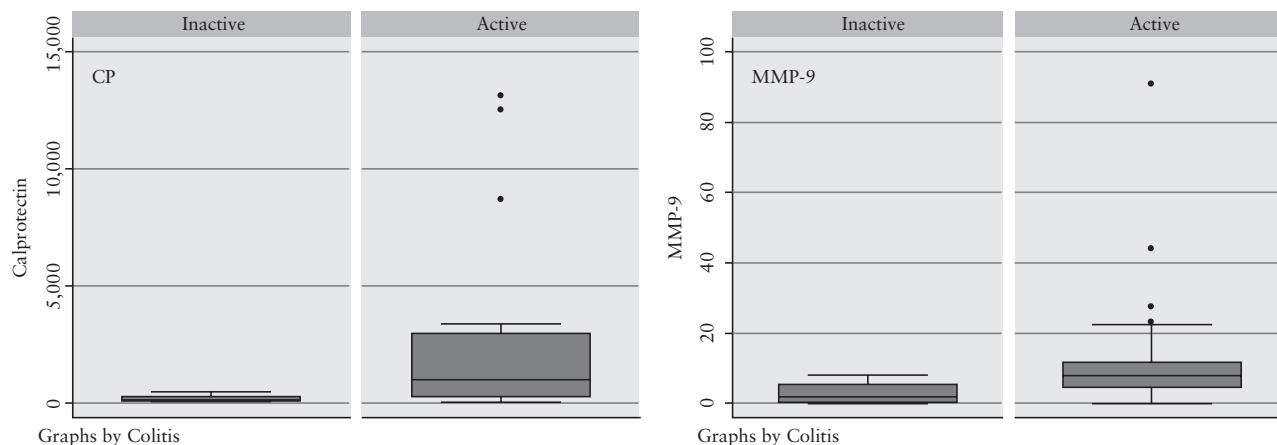 Inactive
Active
CP
Calprotectin
15,000
10,000
5,000
0
Graphs by Colitis
Inactive
Active
MMP-9
MMP-9
100
80
60
40
20
0
Graphs by Colitis